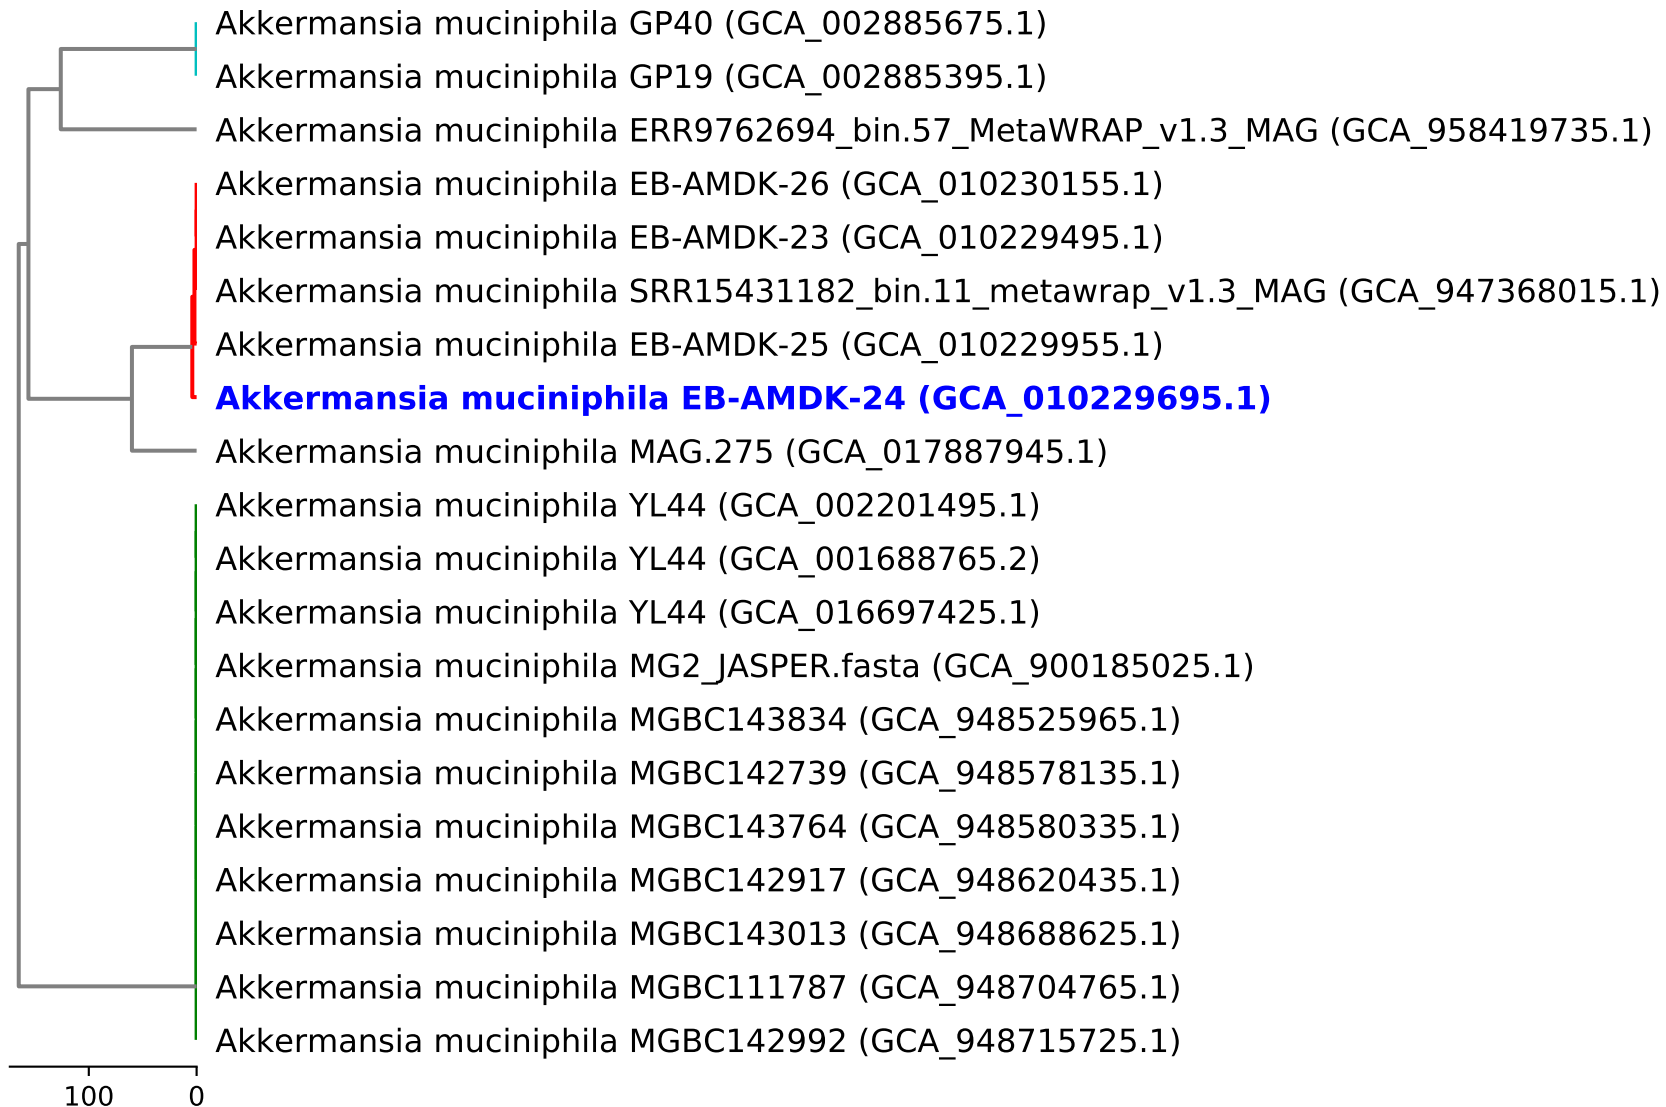 Akkermansia muciniphila GP40 (GCA_002885675.1)
Akkermansia muciniphila GP19 (GCA_002885395.1)
Akkermansia muciniphila ERR9762694_bin.57_MetaWRAP_v1.3_MAG (GCA_958419735.1)
Akkermansia muciniphila EB-AMDK-26 (GCA_010230155.1)
Akkermansia muciniphila EB-AMDK-23 (GCA_010229495.1)
Akkermansia muciniphila SRR15431182_bin.11_metawrap_v1.3_MAG (GCA_947368015.1)
Akkermansia muciniphila EB-AMDK-25 (GCA_010229955.1)
Akkermansia muciniphila EB-AMDK-24 (GCA_010229695.1)
Akkermansia muciniphila MAG.275 (GCA_017887945.1)
Akkermansia muciniphila YL44 (GCA_002201495.1)
Akkermansia muciniphila YL44 (GCA_001688765.2)
Akkermansia muciniphila YL44 (GCA_016697425.1)
Akkermansia muciniphila MG2_JASPER.fasta (GCA_900185025.1)
Akkermansia muciniphila MGBC143834 (GCA_948525965.1)
Akkermansia muciniphila MGBC142739 (GCA_948578135.1)
Akkermansia muciniphila MGBC143764 (GCA_948580335.1)
Akkermansia muciniphila MGBC142917 (GCA_948620435.1)
Akkermansia muciniphila MGBC143013 (GCA_948688625.1)
Akkermansia muciniphila MGBC111787 (GCA_948704765.1)
Akkermansia muciniphila MGBC142992 (GCA_948715725.1)
100 0